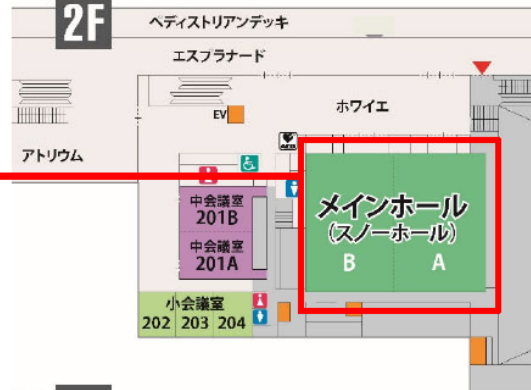 2F
ペディストリアンデッキ
エスプラナード
EV
ホワイエ
AED
アトリウム
中会議室
201B
中会議室
201A
メインホール
(スノーホール)
B A
小会議室
202 203 204